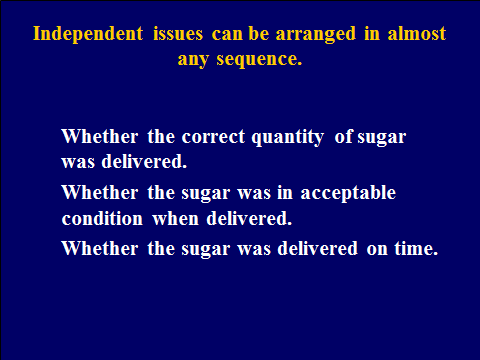 Independent issues can be arranged in almost
any sequence.
Whether the correct quantity of sugar
was delivered.
Whether the sugar was in acceptable
condition when delivered.
Whether the sugar was delivered on time.